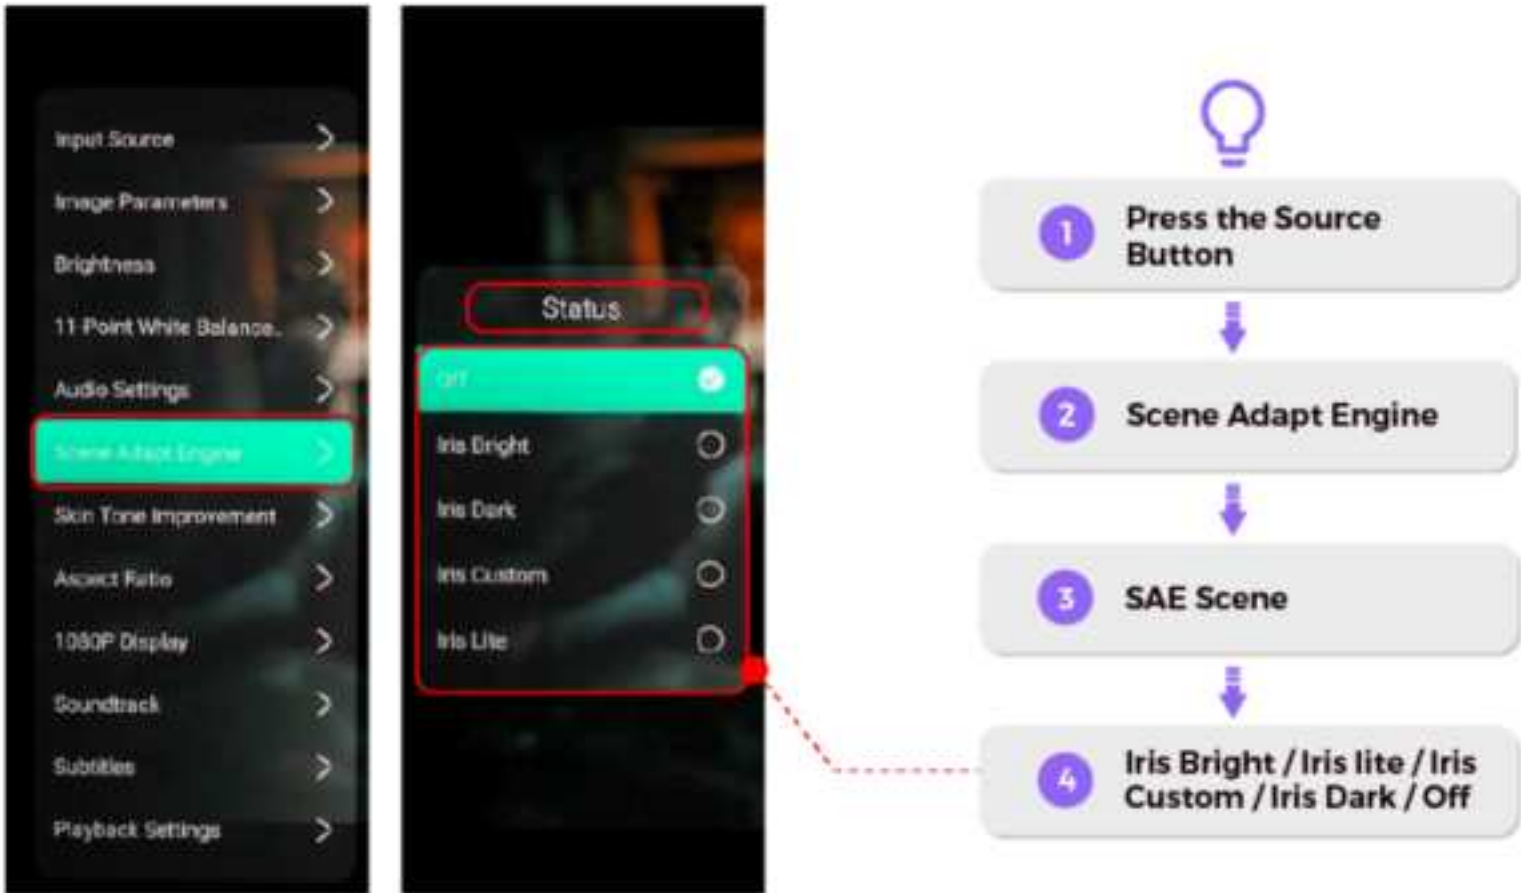 Input Source
Image Parameters
Brightness
11 Point White Balance..
Audio Settings
Scene Adapt Engine
Skin Tone Improvement
Aspect Ratio
1080P Display
Soundtrack
Subtitles
Playback Settings
Status
Off
Iris Bright
Iris Dark
Iris Custom
Iris Lite
1
Press the Source
Button
2
Scene Adapt Engine
3
SAE Scene
4
Iris Bright / Iris lite / Iris
Custom / Iris Dark / Off